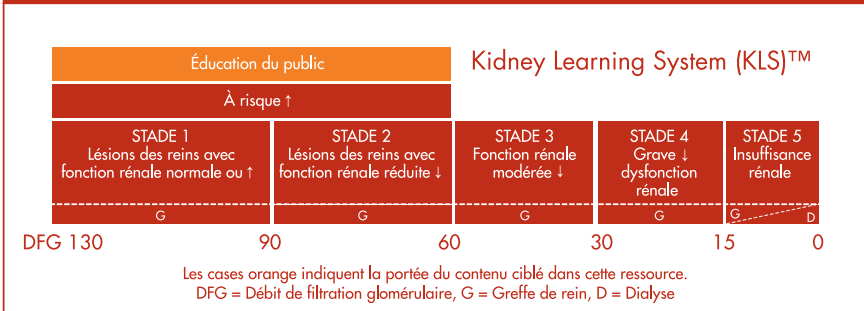 Éducation du public
Kidney Learning System (KLS)™
À risque ↑
STADE 1
Lésions des reins avec
fonction rénale normale ou ↑
STADE 2
Lésions des reins avec
fonction rénale réduite ↓
STADE 3
Fonction rénale
modérée ↓
STADE 4
Grave ↓
dysfonction
rénale
STADE 5
Insuffisance
rénale
G
G
G
G
G
D
DFG 130
90
60
30
15
0
Les cases orange indiquent la portée du contenu ciblé dans cette ressource.
DFG = Débit de filtration glomérulaire, G = Greffe de rein, D = Dialyse